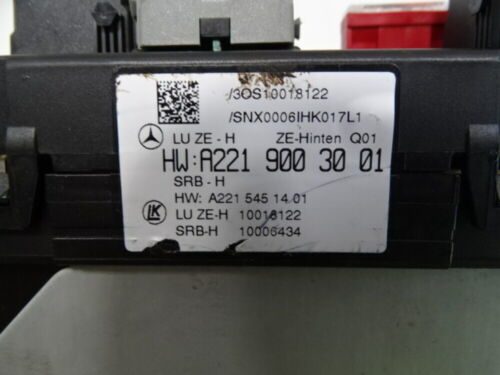 /3OS10018122
/SNX0006IHK017L1
LU ZE - H ZE-Hinten Q01
HW:A221 900 30 01
SRB - H
HW: A221 545 14 01
LK LU ZE-H 10018122
SRB-H 10006434